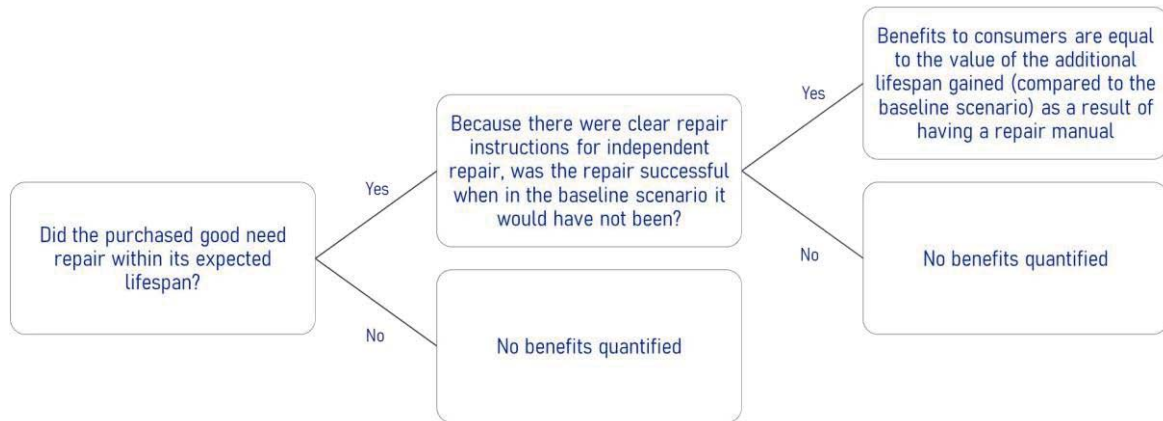 Did the purchased good need
repair within its expected
lifespan?
Yes
No
Because there were clear repair
instructions for independent
repair, was the repair successful
when in the baseline scenario it
would have not been?
No benefits quantified
Yes
No
Benefits to consumers are equal
to the value of the additional
lifespan gained (compared to the
baseline scenario) as a result of
having a repair manual
No benefits quantified